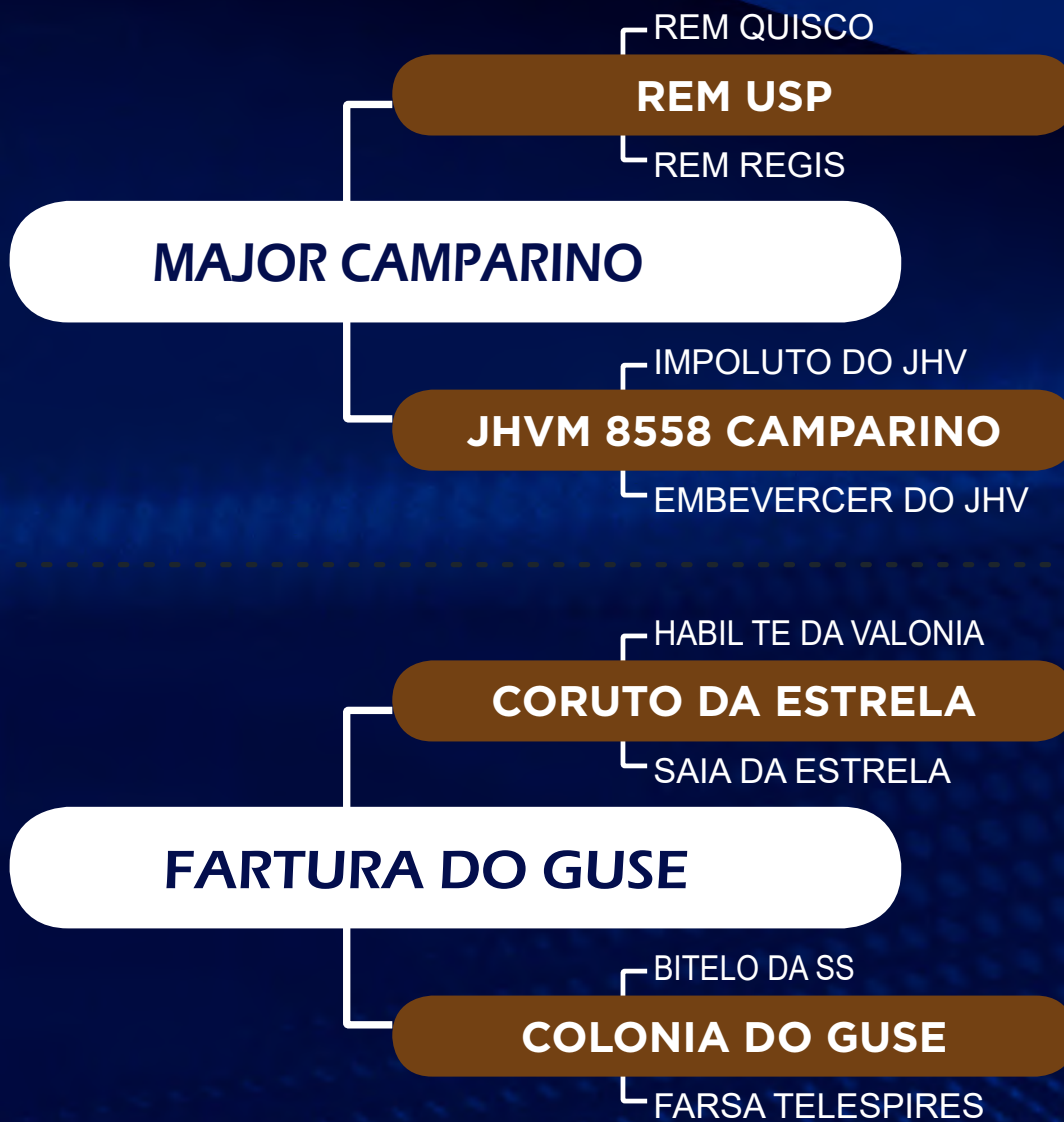 REM QUISCO
REM USP
REM REGIS
MAJOR CAMPARINO
IMPOLUTO DO JHV
JHVM 8558 CAMPARINO
EMBEVERCER DO JHV
HABIL TE DA VALONIA
CORUTO DA ESTRELA
SAIA DA ESTRELA
FARTURA DO GUSE
BITELO DA SS
COLONIA DO GUSE
FARSA TELESPIRES